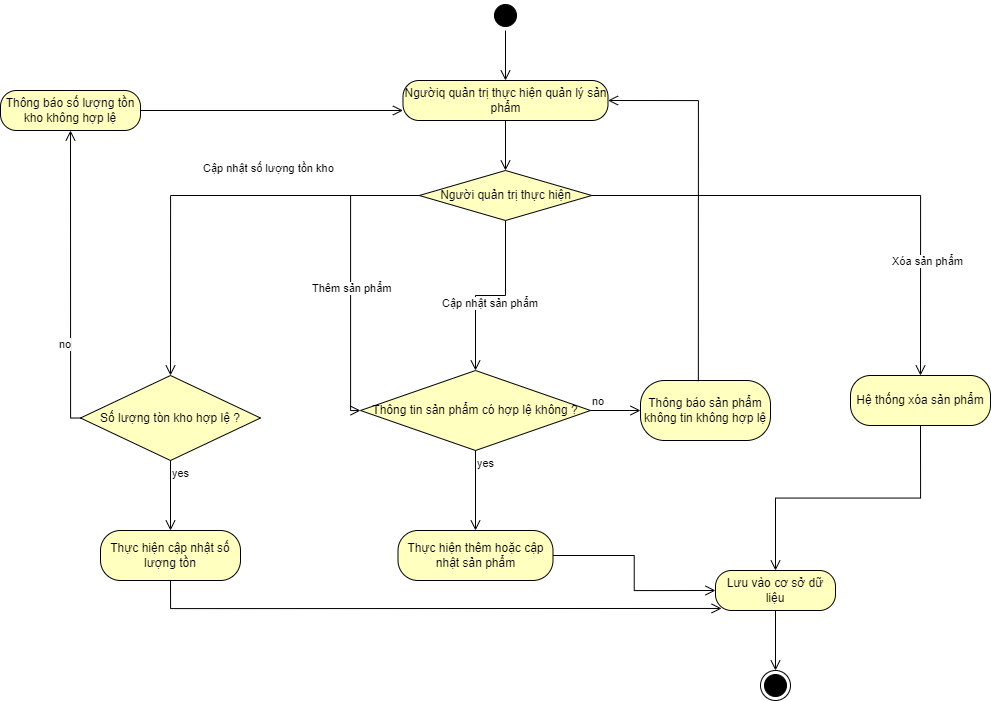 Thông báo số lượng tồn
kho không hợp lệ
Ngườiq quản trị thực hiện quản lý sản
phẩm
Cập nhật số lượng tồn kho
Người quản trị thực hiện
Xóa sản phẩm
Thêm sản phẩm
Cập nhật sản phẩm
no
Số lượng tòn kho hợp lệ ?
Thông tin sản phẩm có hợp lệ không ?
no
Thông báo sản phẩm
không tin không hợp lệ
Hệ thống xóa sản phẩm
yes
yes
Thực hiện cập nhật số
lượng tồn
Thực hiện thêm hoặc cập
nhật sản phẩm
Lưu vào cơ sở dữ
liệu